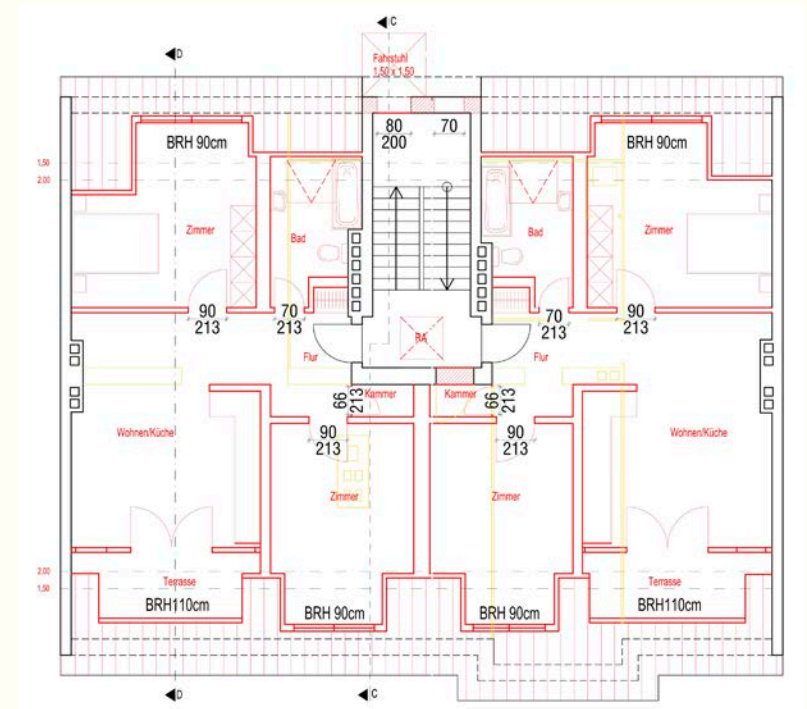 C
D
Fahrstuhl
1,50 x 1,50
80
200
70
BRH 90cm
BRH 90cm
1,50
2,00
Zimmer
Bad
Bad
Zimmer
90
213
70
213
70
213
90
213
RA
Flur
Flur
66
213
Kammer
Kammer
66
213
Wohnen/Küche
90
213
90
213
Wohnen/Küche
Zimmer
Zimmer
2,00
1,50
Terrasse
Terrasse
BRH110cm
BRH 90cm
BRH 90cm
BRH110cm
D
C